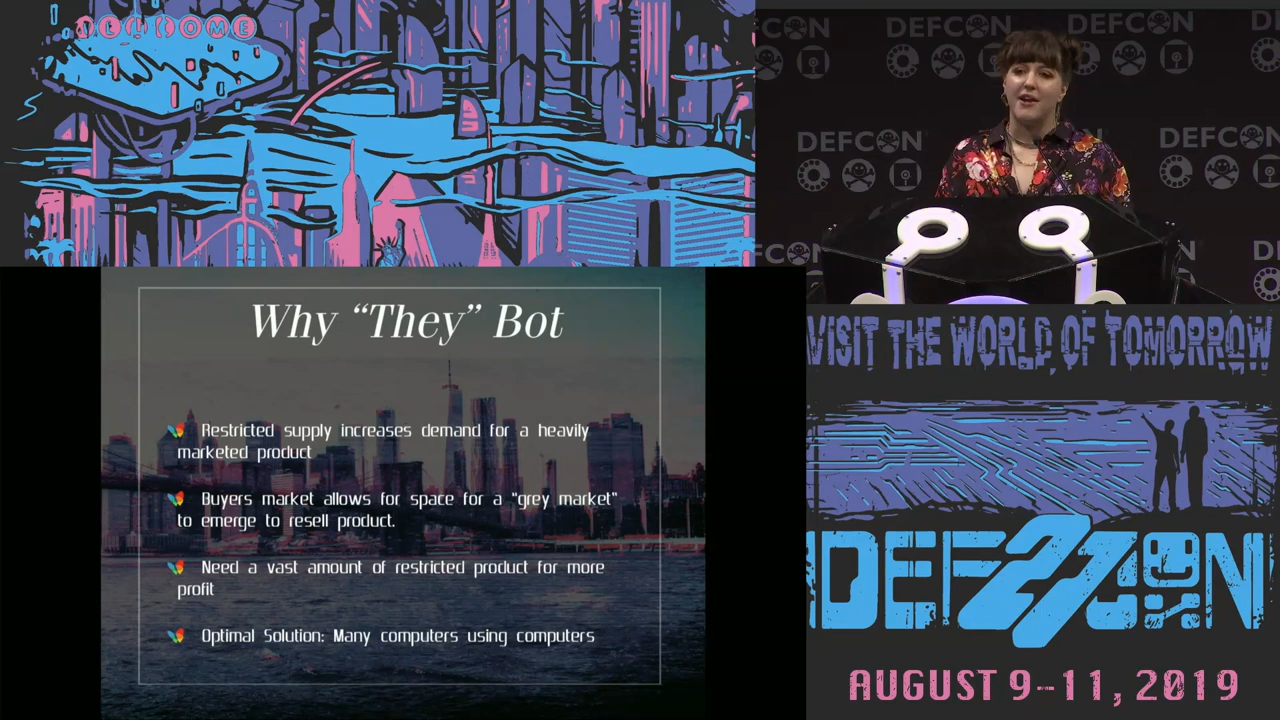 WELCOME
DEFCON
DEFCON
DEFCON
DEFCON
DEFCON
Why “They” Bot
Restricted supply increases demand for a heavily
marketed product
Buyers market allows for space for a "grey market"
to emerge to resell product.
Need a vast amount of restricted product for more
profit
Optimal Solution: Many computers using computers
VISIT THE WORLD OF TOMORROW
DEFCON
27
AUGUST 9-11, 2019